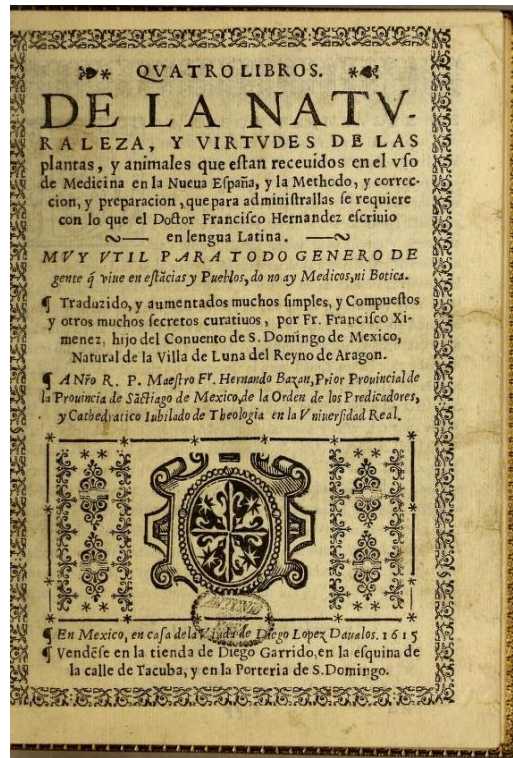 QVATRO LIBROS.
DE LA NATV-
RALEZA, Y VIRTVDES DE LAS
plantas, y animales que eſtan receuidos en el vſo
de Medicina en la Nueua Eſpaña, y la Methodo, y correc-
cion, y preparacion, que para adminiſtrallas ſe requiere
con lo que el Doctor Franciſco Hernandez eſcriuio
en lengua Latina.
MVY VTIL PARA TODO GENERO DE
gente q̃ viue en eſtãcias y Pueblos, do no ay Medicos, ni Botica.
¶ Traduzido, y aumentados muchos ſimples, y Compueſtos
y otros muchos ſecretos curatiuos, por Fr. Franciſco Xi-
menez, hijo del Conuento de S. Domingo de Mexico,
Natural de la Villa de Luna del Reyno de Aragon.
¶ A Nr̃o R. P. Maeſtro Fr. Hernando Bazan, Prior Prouincial de
la Prouincia de Sãctiago de Mexico, de la Orden de los Predicadores,
y Cathedratico Iubilado de Theologia en la Vniuerſidad Real.
¶ En Mexico, en caſa de la Viuda de Diego Lopez Daualos. 1615
¶ Vendēſe en la tienda de Diego Garrido, en la eſquina de
la calle de Tacuba, y en la Porteria de S. Domingo.